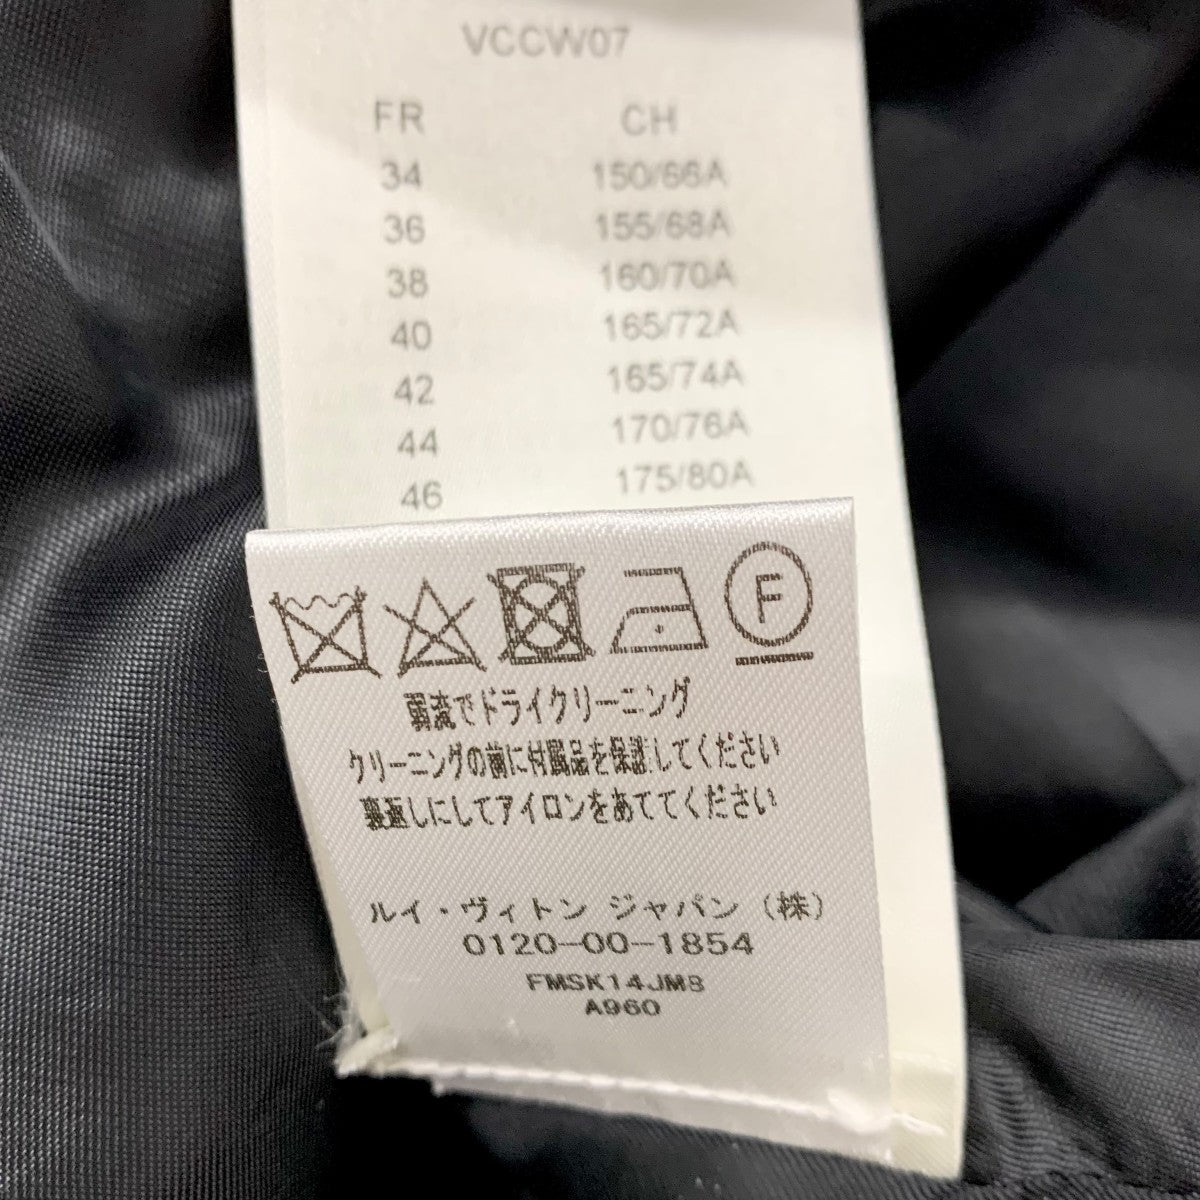 VCCW07
FR CH
34 150/66A
36 155/68A
38 160/70A
40 165/72A
42 165/74A
44 170/76A
46 175/80A
F
弱流でドライクリーニング
クリーニングの前に付属品を保護してください
裏返しにしてアイロンをあててください
ルイ・ヴィトン ジャパン (株)
0120-00-1854
FMSK14JM8
A960